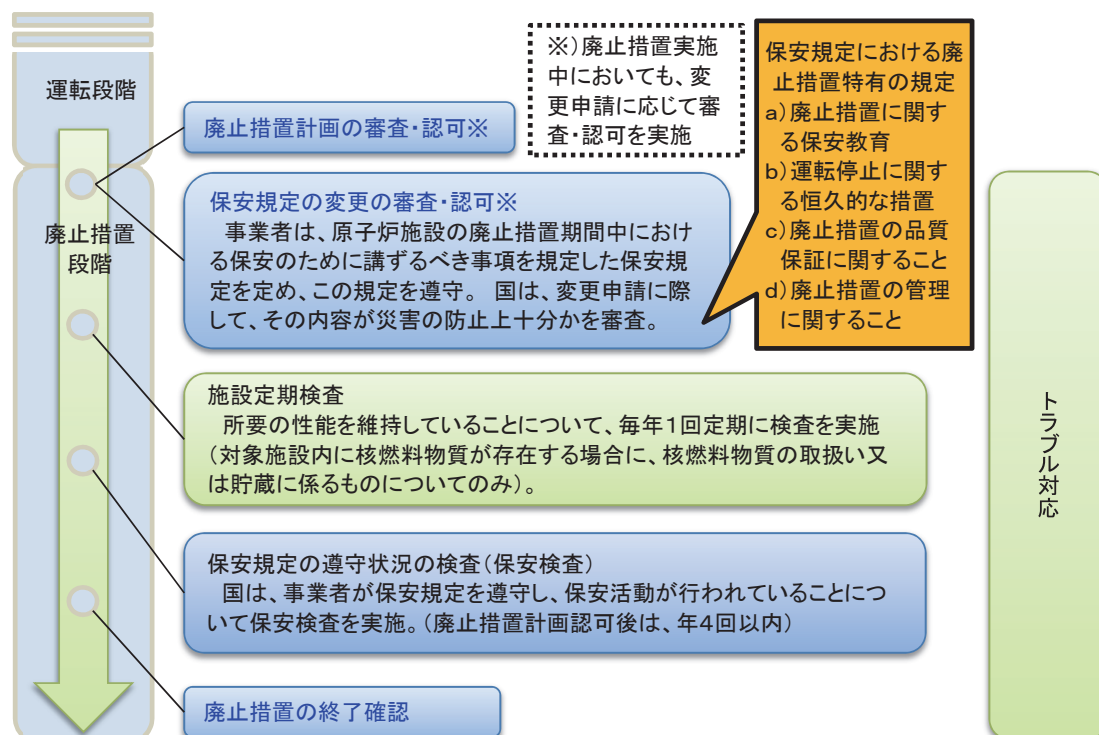 運転段階
廃止措置
段階
廃止措置計画の審査・認可※
※)廃止措置実施
中においても、変
更申請に応じて審
査・認可を実施
保安規定における廃
止措置特有の規定
a)廃止措置に関す
る保安教育
b)運転停止に関す
る恒久的な措置
c)廃止措置の品質
保証に関すること
d)廃止措置の管理
に関すること
保安規定の変更の審査・認可※
事業者は、原子炉施設の廃止措置期間中におけ
る保安のために講ずるべき事項を規定した保安規
定を定め、この規定を遵守。 国は、変更申請に際
して、その内容が災害の防止上十分かを審査。
施設定期検査
所要の性能を維持していることについて、毎年1回定期に検査を実施
(対象施設内に核燃料物質が存在する場合に、核燃料物質の取扱い又
は貯蔵に係るものについてのみ)。
保安規定の遵守状況の検査(保安検査)
国は、事業者が保安規定を遵守し、保安活動が行われていることにつ
いて保安検査を実施。(廃止措置計画認可後は、年4回以内)
廃止措置の終了確認
トラブル対応